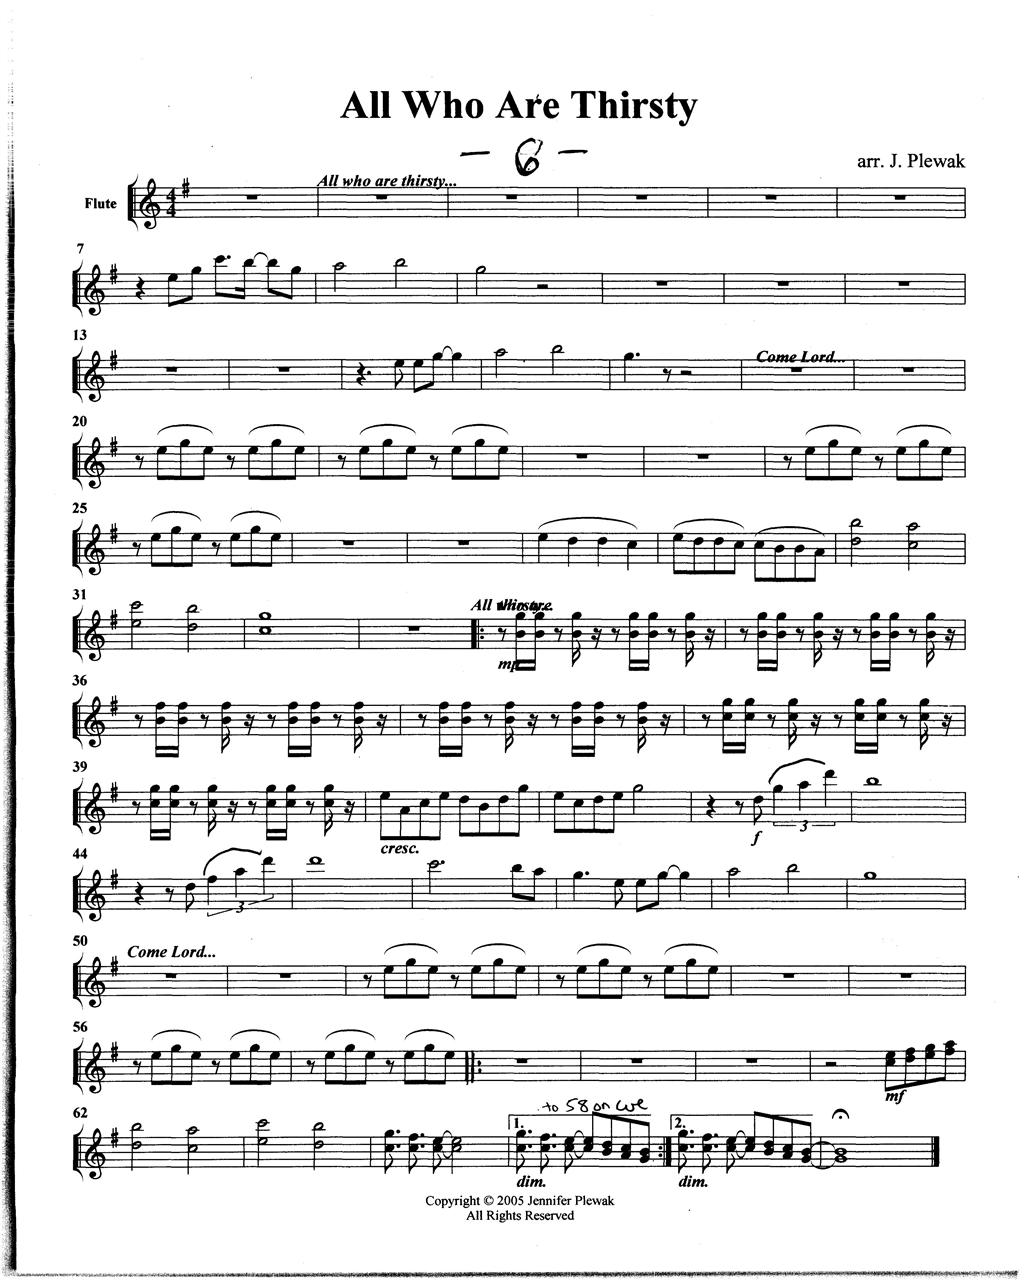 All Who Are Thirsty
- 6 -
arr. J. Plewak
All who are thirsty...
Flute
7
13
Come Lord...
20
25
31
All thirsty...
mp
36
39
cresc.
f
3
44
3
50
Come Lord...
56
mf
62
to 58 on cue
1.
2.
dim.
dim.
Copyright © 2005 Jennifer Plewak
All Rights Reserved